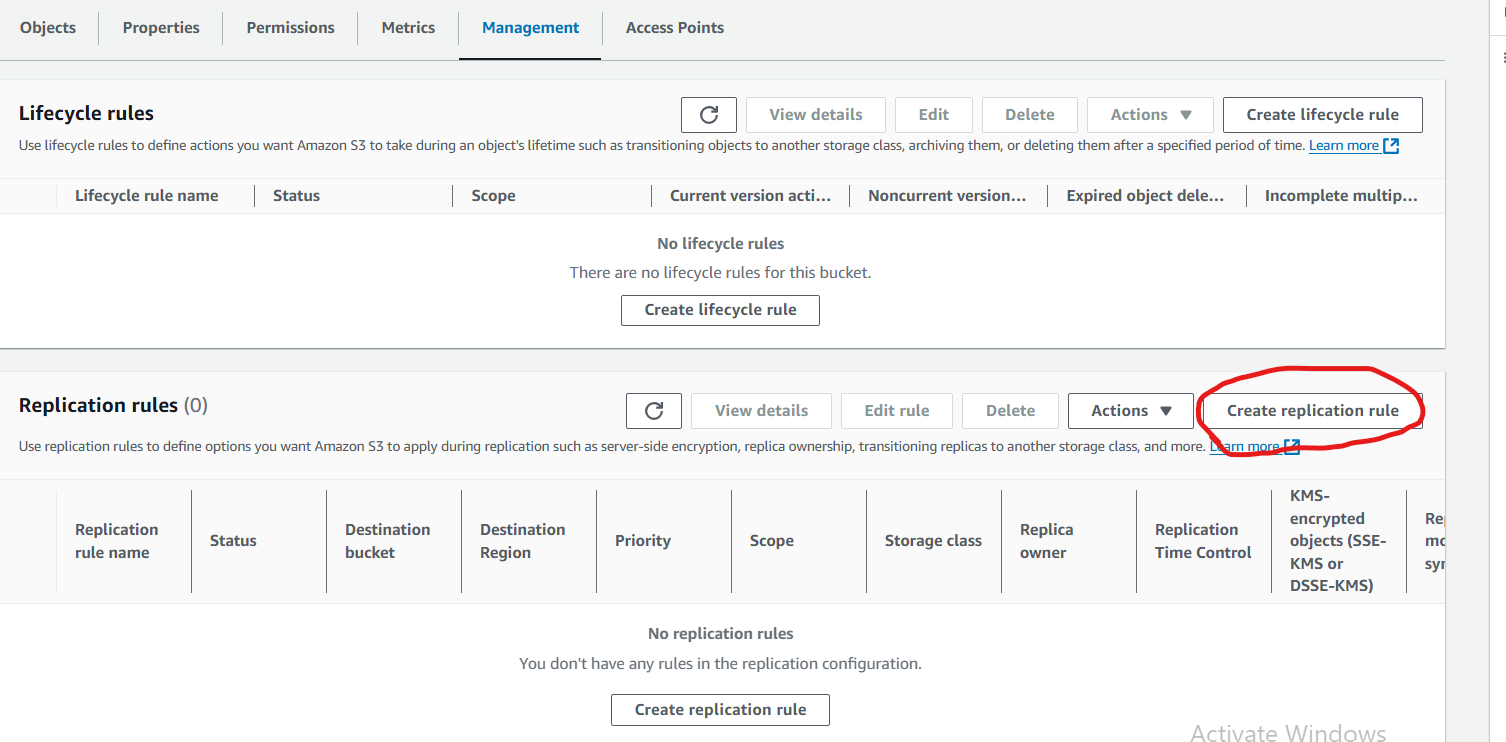 Objects Properties Permissions Metrics Management Access Points
Lifecycle rules
View details Edit Delete Actions Create lifecycle rule
Use lifecycle rules to define actions you want Amazon S3 to take during an object's lifetime such as transitioning objects to another storage class, archiving them, or deleting them after a specified period of time. Learn more
Lifecycle rule name Status Scope Current version acti... Noncurrent version... Expired object dele... Incomplete multip...
No lifecycle rules
There are no lifecycle rules for this bucket.
Create lifecycle rule
Replication rules (0)
View details Edit rule Delete Actions Create replication rule
Use replication rules to define options you want Amazon S3 to apply during replication such as server-side encryption, replica ownership, transitioning replicas to another storage class, and more. Learn more
Replication
rule name
Status
Destination
bucket
Destination
Region
Priority
Scope
Storage class
Replica
owner
Replication
Time Control
KMS-
encrypted
objects (SSE-
KMS or
DSSE-KMS)
No replication rules
You don't have any rules in the replication configuration.
Create replication rule
Activate Windows